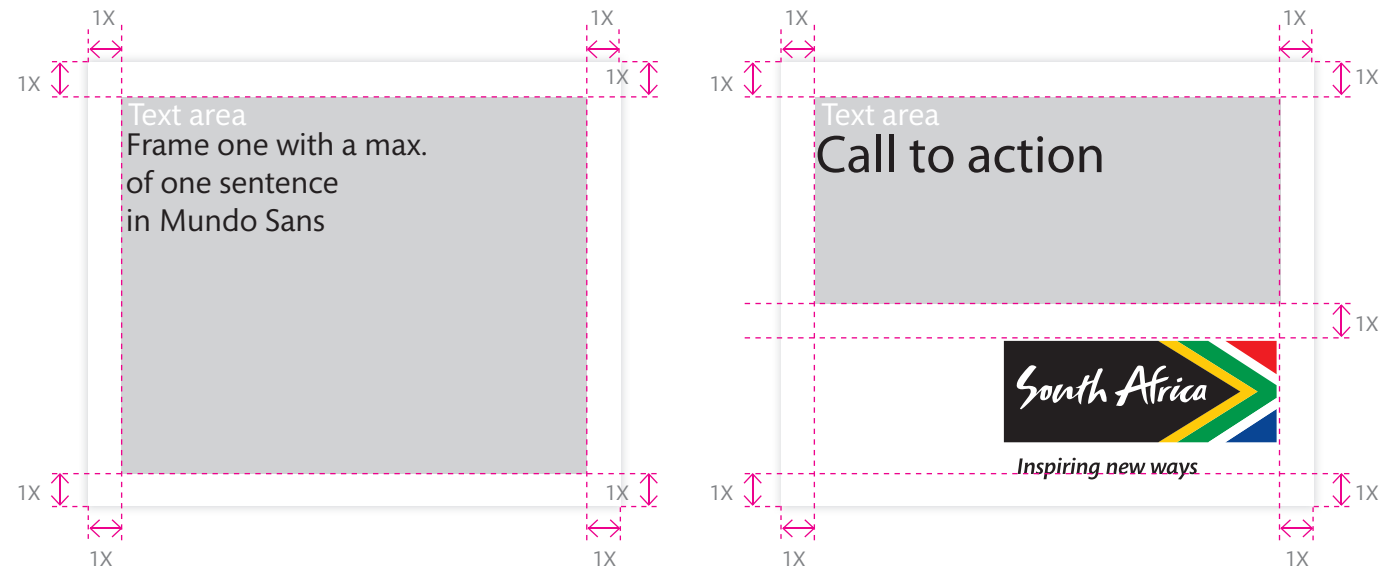 1X 1X 1X 1X
1X 1X 1X 1X
Text area
Frame one with a max.
of one sentence
in Mundo Sans
Text area
Call to action
1X
South Africa
Inspiring new ways
1X 1X 1X 1X
1X 1X 1X 1X